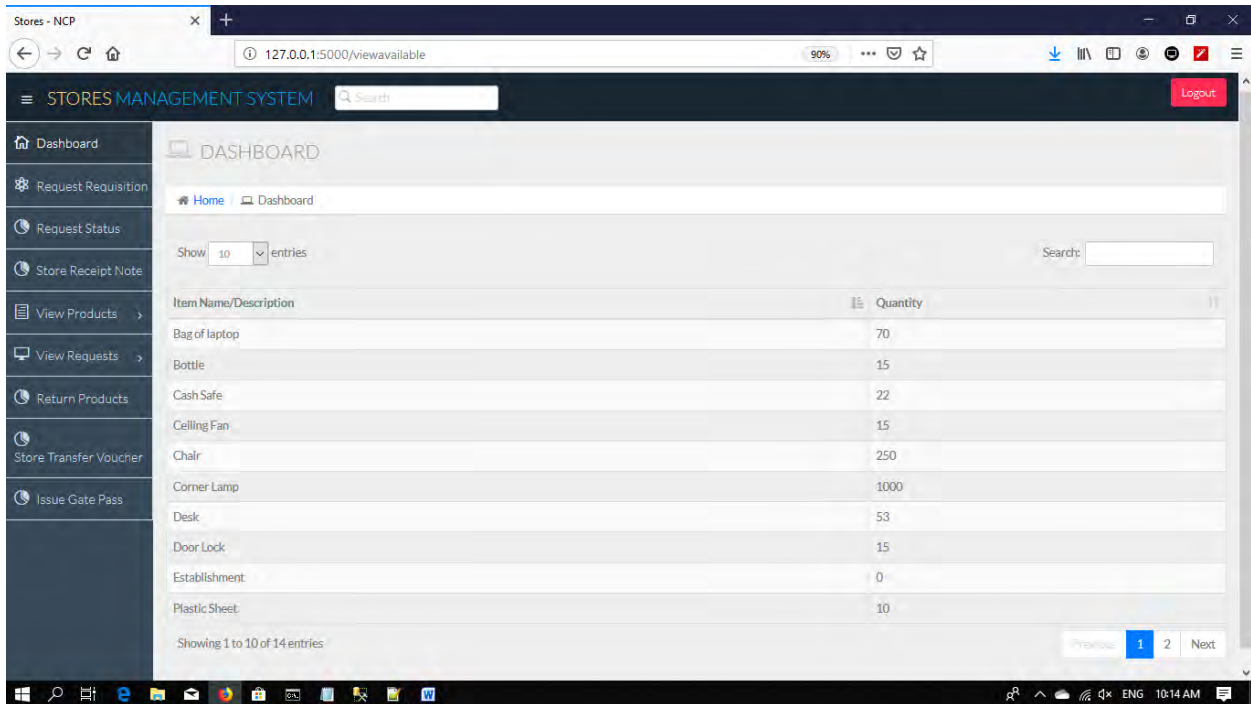 Stores - NCP
127.0.0.1:5000/viewavailable 90%
STORES MANAGEMENT SYSTEM Search Logout
Dashboard
Request Requisition
Request Status
Store Receipt Note
View Products
View Requests
Return Products
Store Transfer Voucher
Issue Gate Pass
DASHBOARD
Home / Dashboard
Show 10 entries Search:
Item Name/Description Quantity
Bag of laptop 70
Bottle 15
Cash Safe 22
Celling Fan 15
Chair 250
Corner Lamp 1000
Desk 53
Door Lock 15
Establishment 0
Plastic Sheet 10
Showing 1 to 10 of 14 entries Previous 1 2 Next
ENG 10:14 AM